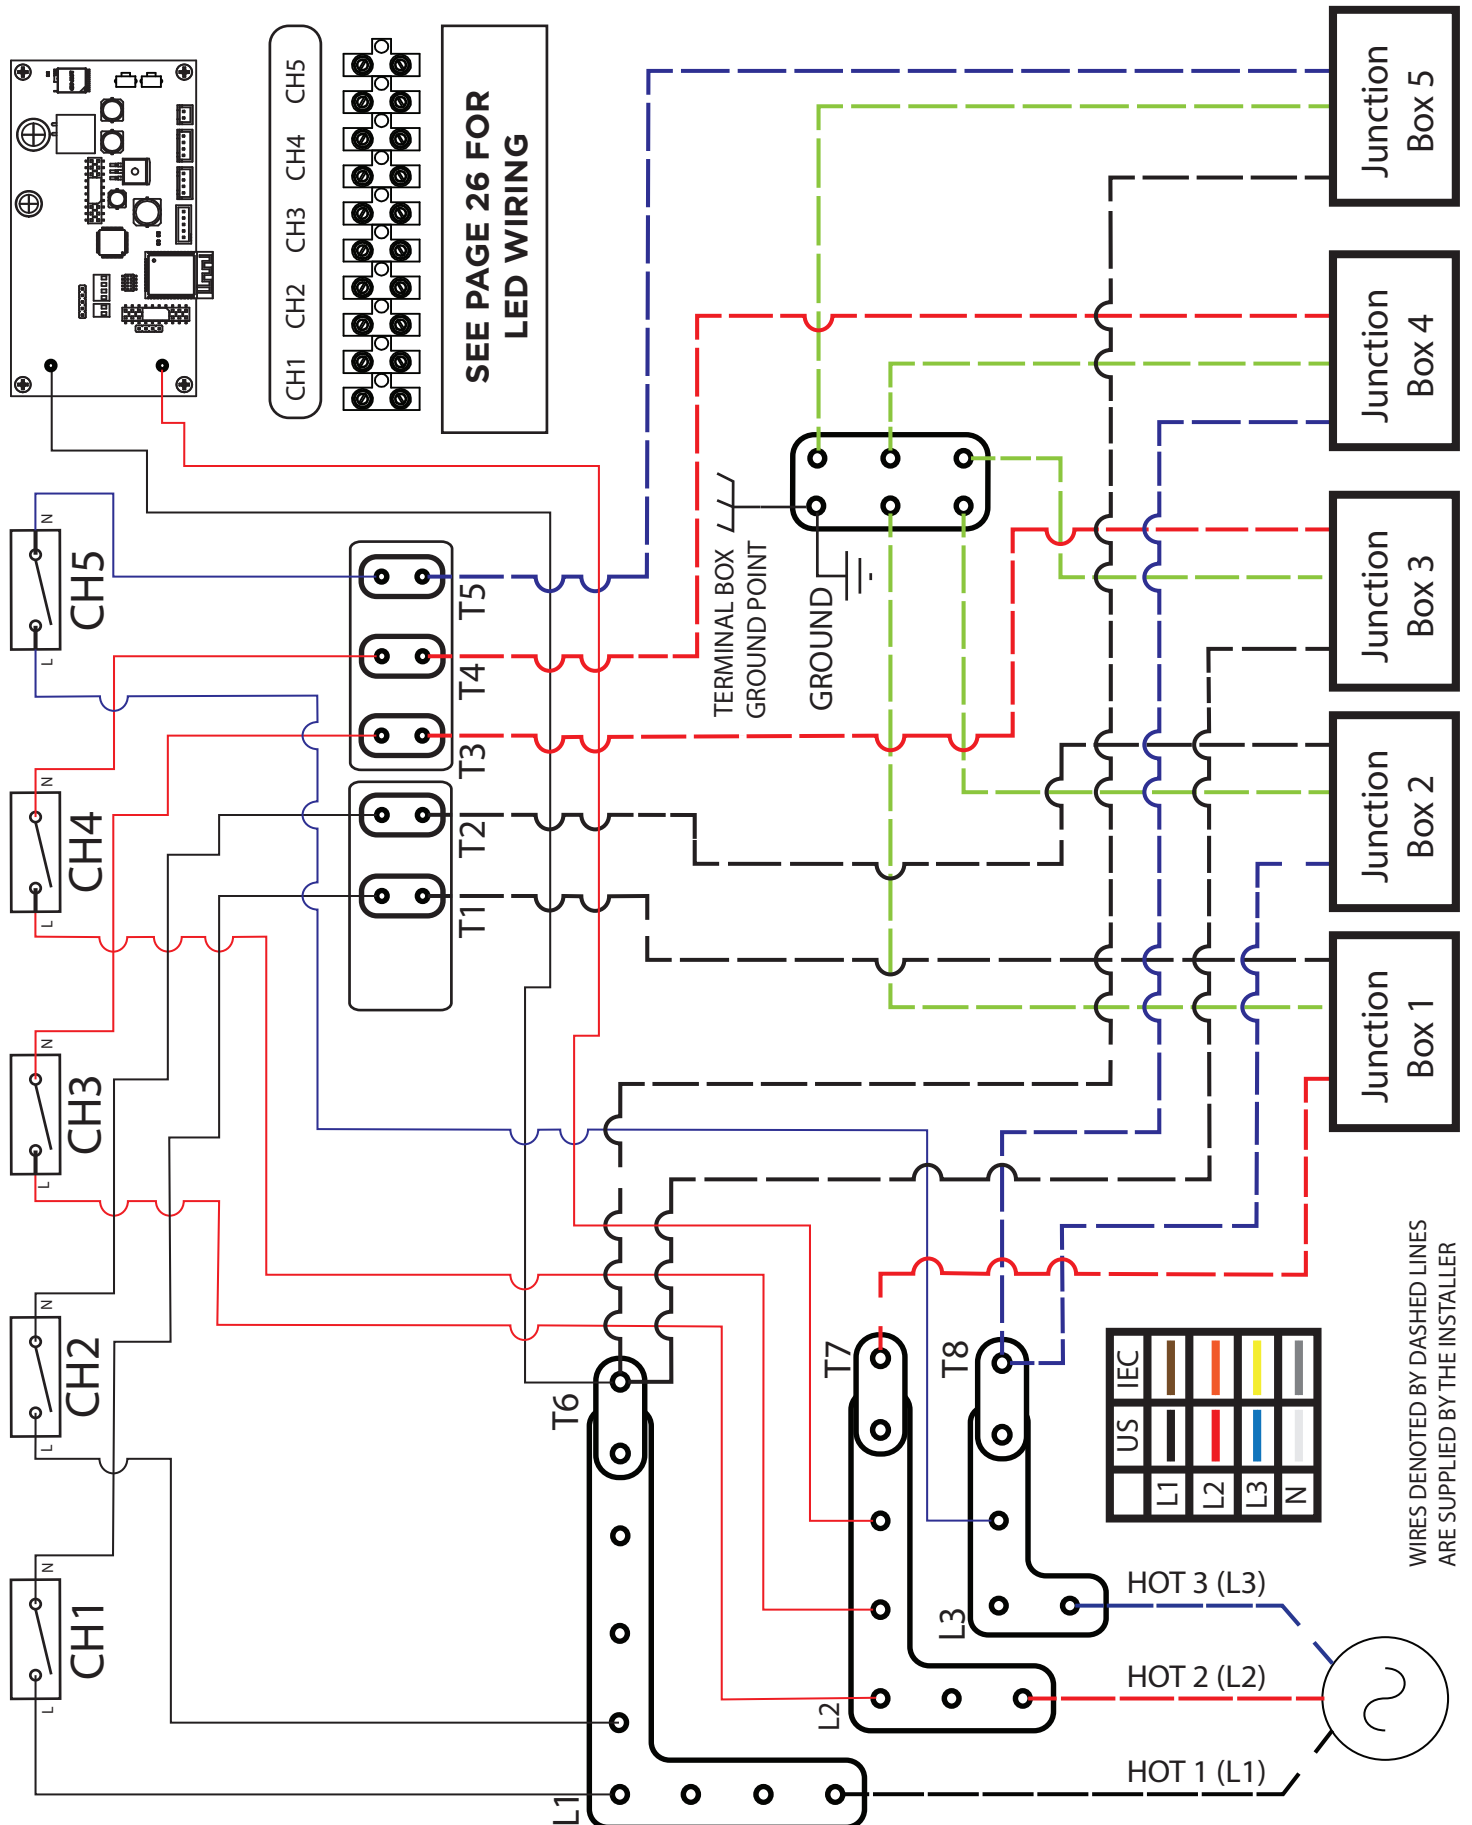 CH5
CH4
CH3
CH2
CH1
SEE PAGE 26 FOR
LED WIRING
N
CH5
L
N
CH4
L
N
CH3
L
N
CH2
L
N
CH1
L
T5
T4
T3
T2
T1
TERMINAL BOX
GROUND POINT
GROUND
Junction
Box 5
Junction
Box 4
Junction
Box 3
Junction
Box 2
Junction
Box 1
T6
T7
T8
L1
L2
L3
US IEC
L1
L2
L3
N
HOT 3 (L3)
HOT 2 (L2)
HOT 1 (L1)
WIRES DENOTED BY DASHED LINES
ARE SUPPLIED BY THE INSTALLER